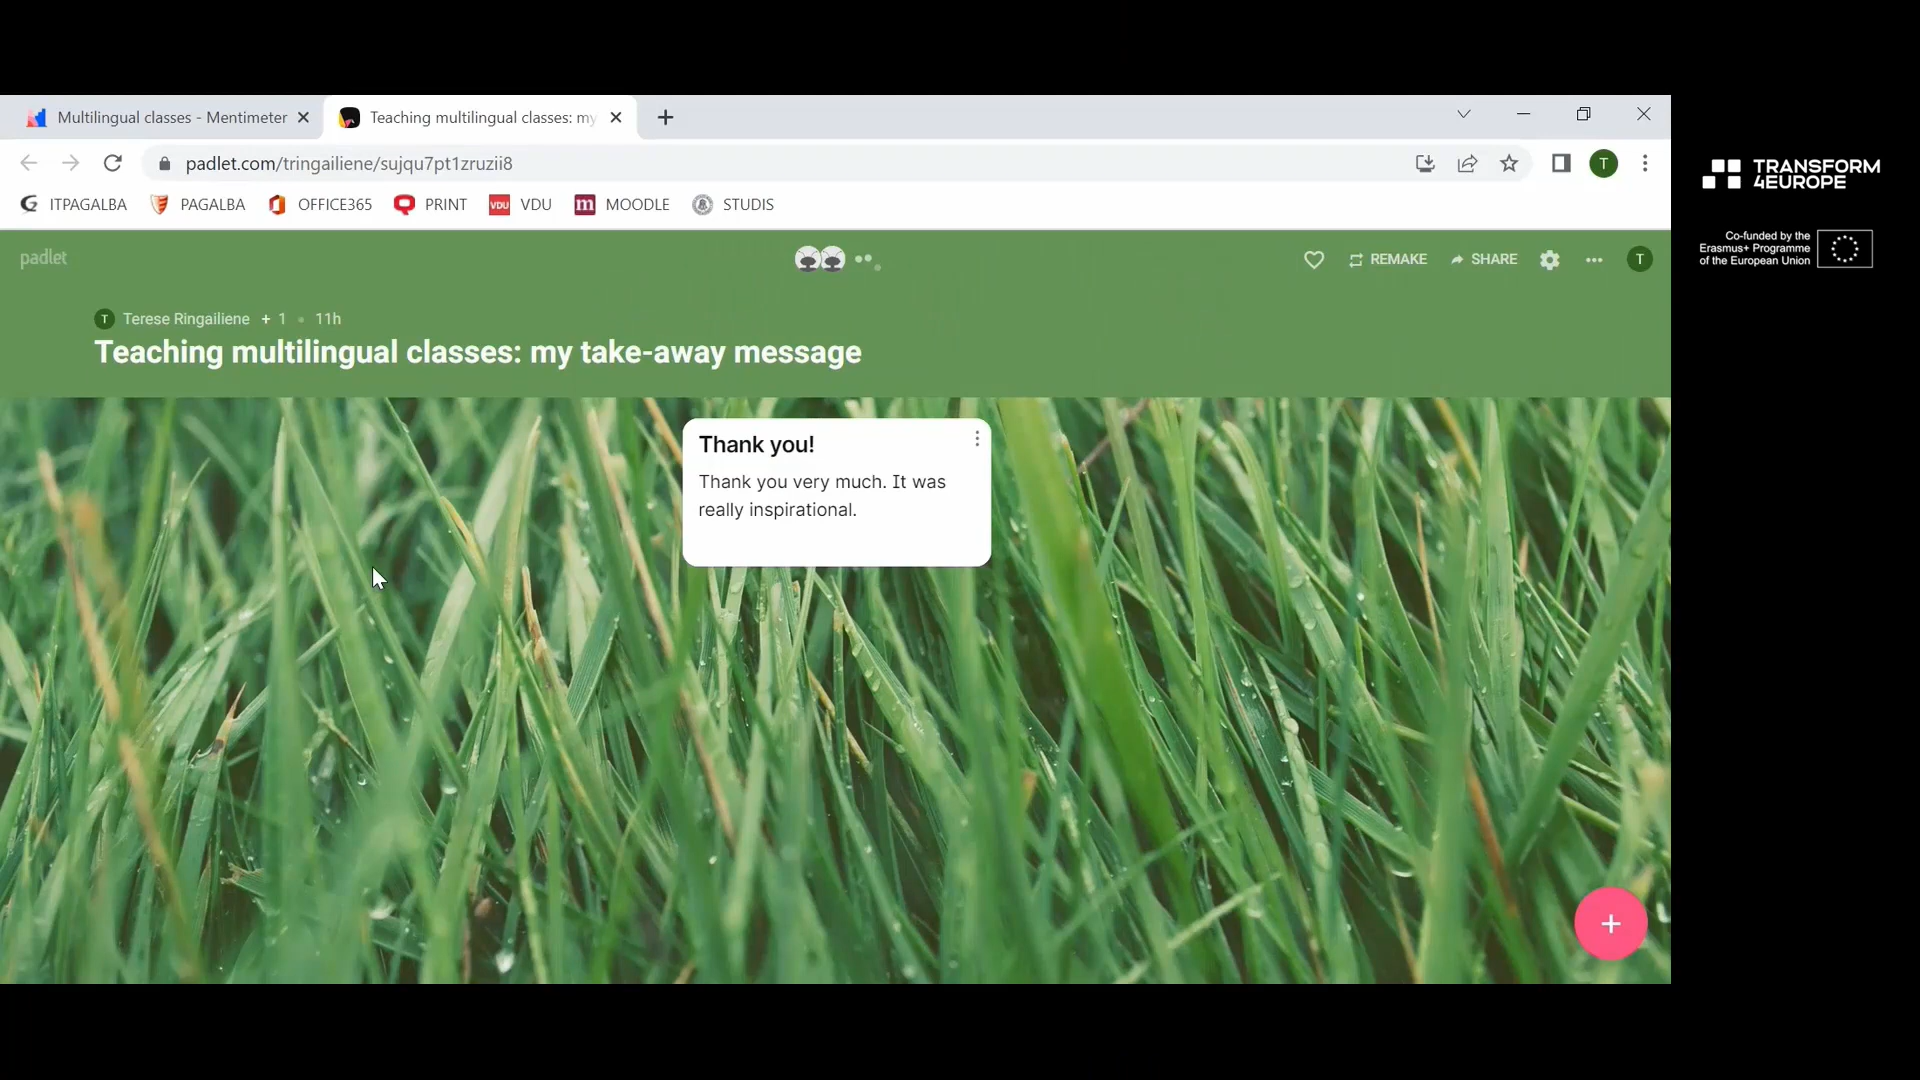 Multilingual classes - Mentimeter
Teaching multilingual classes: my
padlet.com/tringailiene/sujqu7pt1zruzii8
T
ITPAGALBA
PAGALBA
OFFICE365
PRINT
VDU
VDU
m
MOODLE
STUDIS
padlet
REMAKE
SHARE
T
T
Terese Ringailiene + 1 • 11h
Teaching multilingual classes: my take-away message
Thank you!
Thank you very much. It was
really inspirational.
TRANSFORM
4EUROPE
Co-funded by the
Erasmus+ Programme
of the European Union